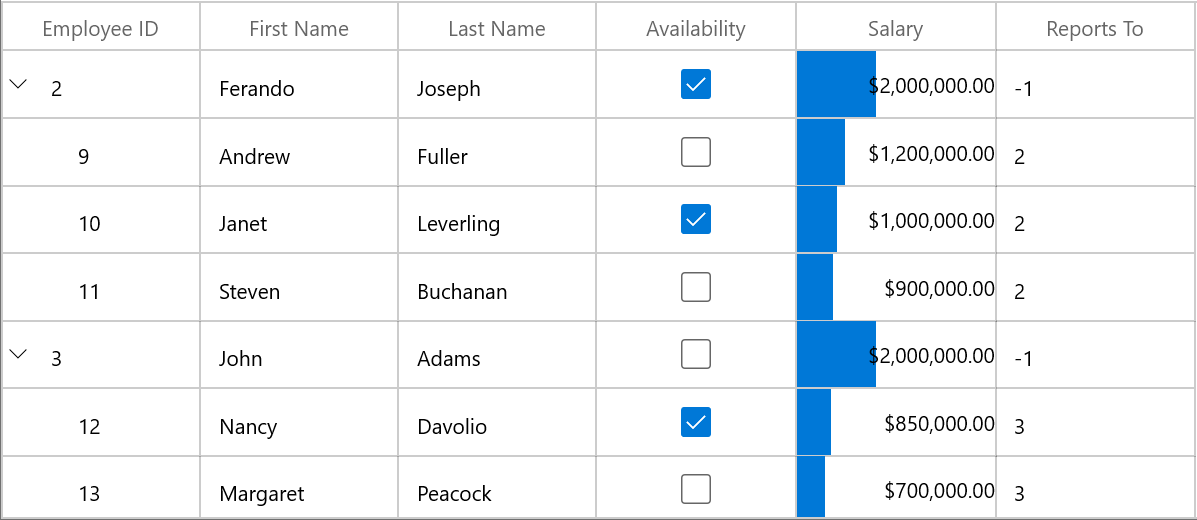 Employee ID First Name Last Name Availability Salary Reports To
2 Ferando Joseph $2,000,000.00 -1
9 Andrew Fuller $1,200,000.00 2
10 Janet Leverling $1,000,000.00 2
11 Steven Buchanan $900,000.00 2
3 John Adams $2,000,000.00 -1
12 Nancy Davolio $850,000.00 3
13 Margaret Peacock $700,000.00 3